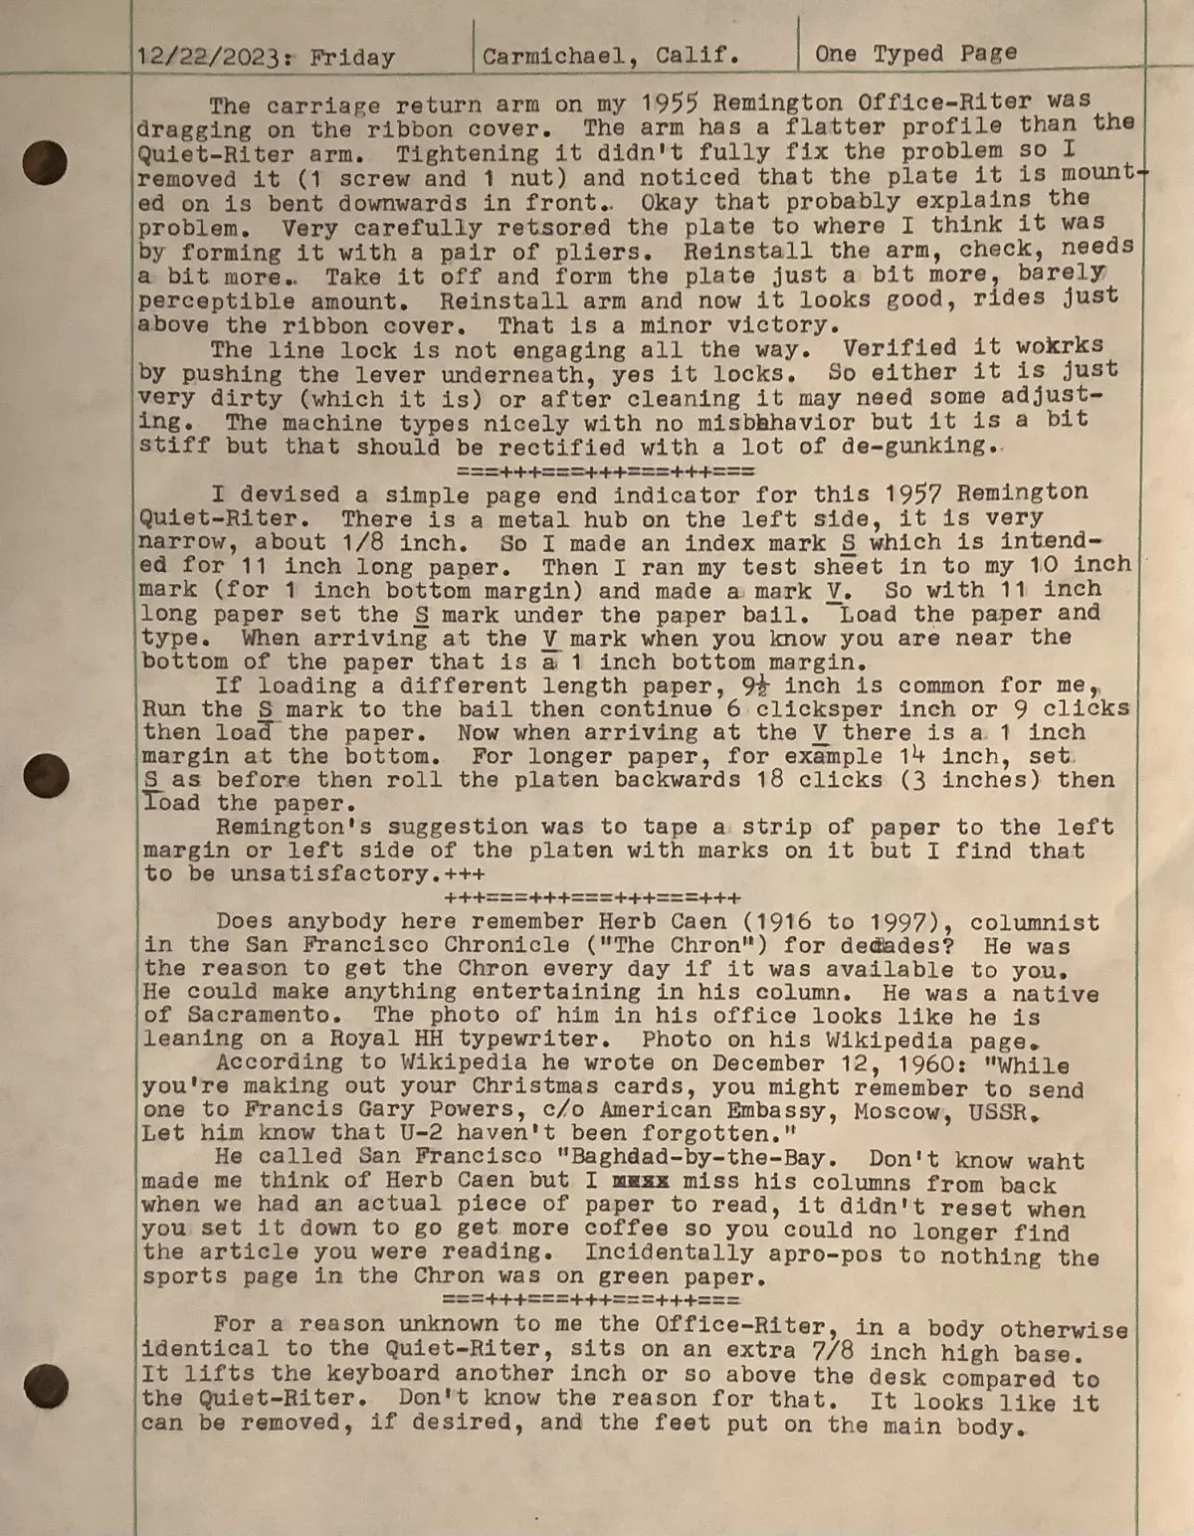 12/22/2023: Friday Carmichael, Calif. One Typed Page
The carriage return arm on my 1955 Remington Office-Riter was
dragging on the ribbon cover. The arm has a flatter profile than the
Quiet-Riter arm. Tightening it didn't fully fix the problem so I
removed it (1 screw and 1 nut) and noticed that the plate it is mount-
ed on is bent downwards in front.. Okay that probably explains the
problem. Very carefully retsored the plate to where I think it was
by forming it with a pair of pliers. Reinstall the arm, check, needs
a bit more.. Take it off and form the plate just a bit more, barely
perceptible amount. Reinstall arm and now it looks good, rides just
above the ribbon cover. That is a minor victory.
The line lock is not engaging all the way. Verified it wokrks
by pushing the lever underneath, yes it locks. So either it is just
very dirty (which it is) or after cleaning it may need some adjust-
ing. The machine types nicely with no misbehavior but it is a bit
stiff but that should be rectified with a lot of de-gunking..
===+++===+++===+++===
I devised a simple page end indicator for this 1957 Remington
Quiet-Riter. There is a metal hub on the left side, it is very
narrow, about 1/8 inch. So I made an index mark S which is intend-
ed for 11 inch long paper. Then I ran my test sheet in to my 10 inch
mark (for 1 inch bottom margin) and made a mark V. So with 11 inch
long paper set the S mark under the paper bail. Load the paper and
type. When arriving at the V mark when you know you are near the
bottom of the paper that is a 1 inch bottom margin.
If loading a different length paper, 9½ inch is common for me,
Run the S mark to the bail then continue 6 clicksper inch or 9 clicks
then load the paper. Now when arriving at the V there is a 1 inch
margin at the bottom. For longer paper, for example 14 inch, set
S as before then roll the platen backwards 18 clicks (3 inches) then
load the paper.
Remington's suggestion was to tape a strip of paper to the left
margin or left side of the platen with marks on it but I find that
to be unsatisfactory.+++
+++===+++===+++===+++
Does anybody here remember Herb Caen (1916 to 1997), columnist
in the San Francisco Chronicle ("The Chron") for decades? He was
the reason to get the Chron every day if it was available to you.
He could make anything entertaining in his column. He was a native
of Sacramento. The photo of him in his office looks like he is
leaning on a Royal HH typewriter. Photo on his Wikipedia page.
According to Wikipedia he wrote on December 12, 1960: "While
you're making out your Christmas cards, you might remember to send
one to Francis Gary Powers, c/o American Embassy, Moscow, USSR.
Let him know that U-2 haven't been forgotten."
He called San Francisco "Baghdad-by-the-Bay. Don't know waht
made me think of Herb Caen but I miss his columns from back
when we had an actual piece of paper to read, it didn't reset when
you set it down to go get more coffee so you could no longer find
the article you were reading. Incidentally apro-pos to nothing the
sports page in the Chron was on green paper.
===+++===+++===+++===
For a reason unknown to me the Office-Riter, in a body otherwise
identical to the Quiet-Riter, sits on an extra 7/8 inch high base.
It lifts the keyboard another inch or so above the desk compared to
the Quiet-Riter. Don't know the reason for that. It looks like it
can be removed, if desired, and the feet put on the main body.